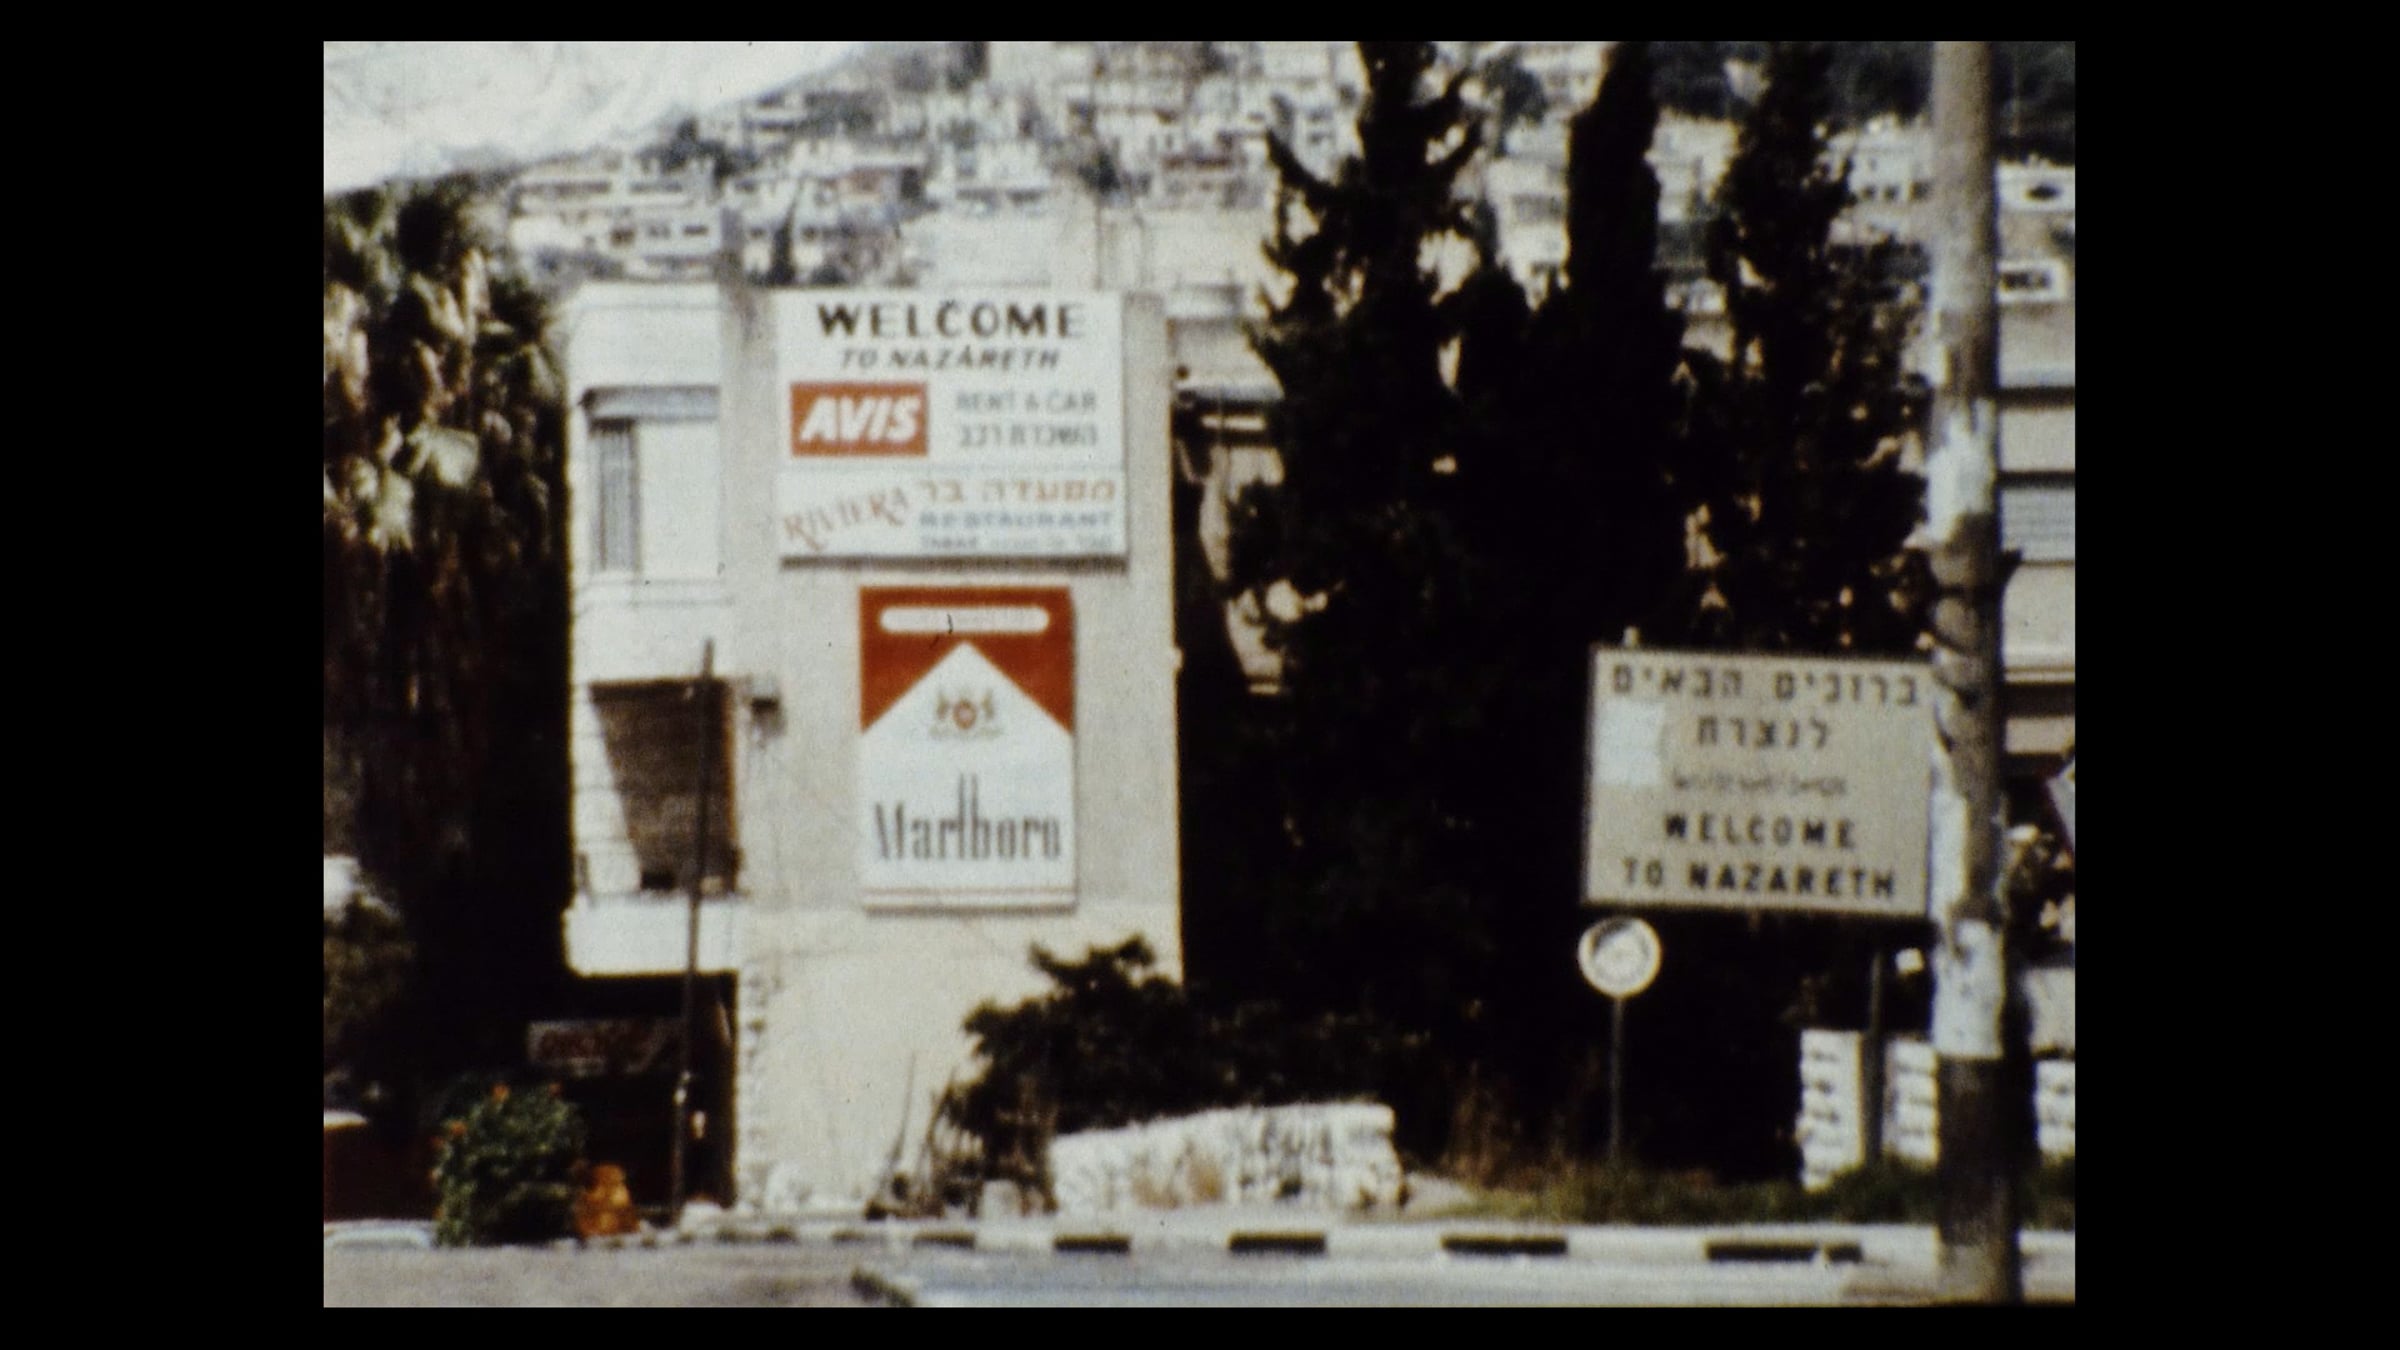 WELCOME
TO NAZARETH
AVIS
RENT A CAR
השכרת רכב
RIVIERA
מסעדה בר
RESTAURANT
Marlboro
ברוכים הבאים
לנצרת
WELCOME
TO NAZARETH